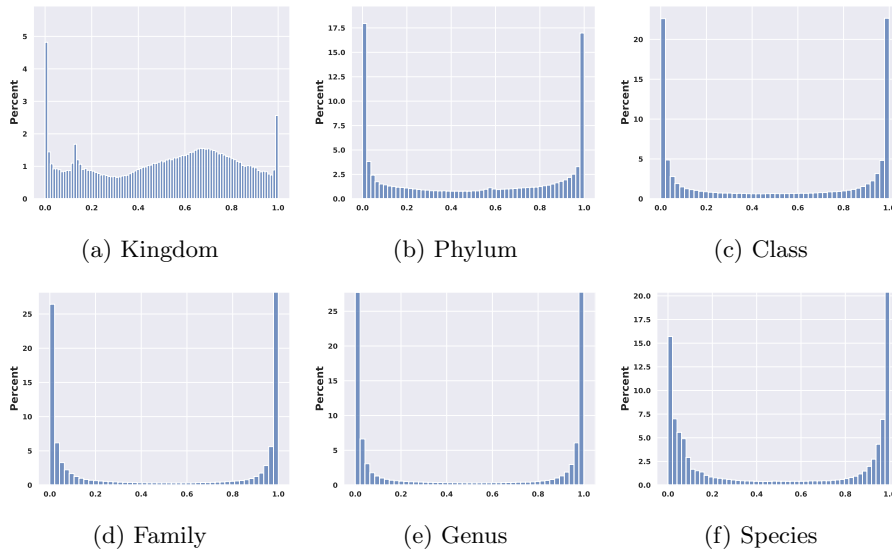 Percent
5
4
3
2
1
0
0.0 0.2 0.4 0.6 0.8 1.0
(a) Kingdom
Percent
17.5
15.0
12.5
10.0
7.5
5.0
2.5
0.0
0.0 0.2 0.4 0.6 0.8 1.0
(b) Phylum
Percent
20
15
10
5
0
0.0 0.2 0.4 0.6 0.8 1.0
(c) Class
Percent
25
20
15
10
5
0
0.0 0.2 0.4 0.6 0.8 1.0
(d) Family
Percent
25
20
15
10
5
0
0.0 0.2 0.4 0.6 0.8 1.0
(e) Genus
Percent
20.0
17.5
15.0
12.5
10.0
7.5
5.0
2.5
0.0
0.0 0.2 0.4 0.6 0.8 1.0
(f) Species